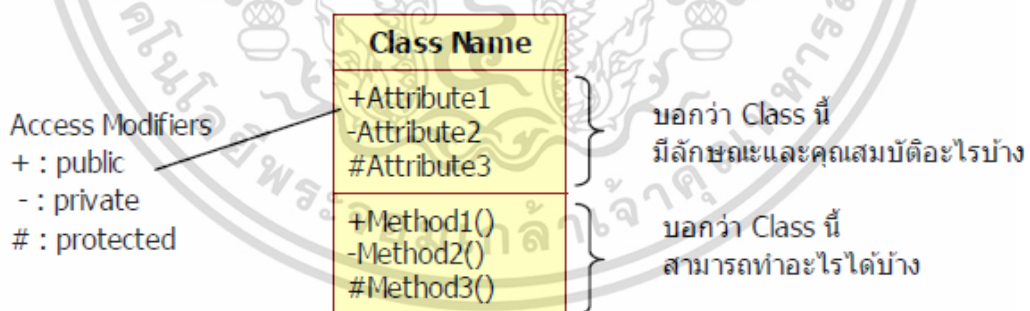 Class Name
Access Modifiers
+ : public
- : private
# : protected
+Attribute1
-Attribute2
#Attribute3
บอกว่า Class นี้
มีลักษณะและคุณสมบัติอะไรบ้าง
+Method1()
-Method2()
#Method3()
บอกว่า Class นี้
สามารถทำอะไรได้บ้าง